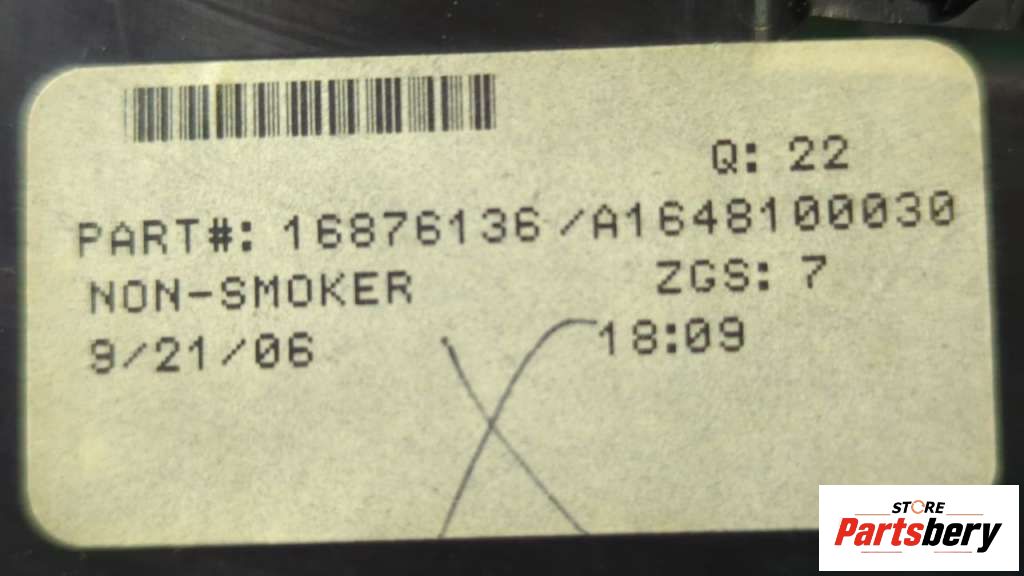 Q: 22
PART#: 16876136/A1648100030
NON-SMOKER ZGS: 7
9/21/06 18:09
STORE
Partsbery